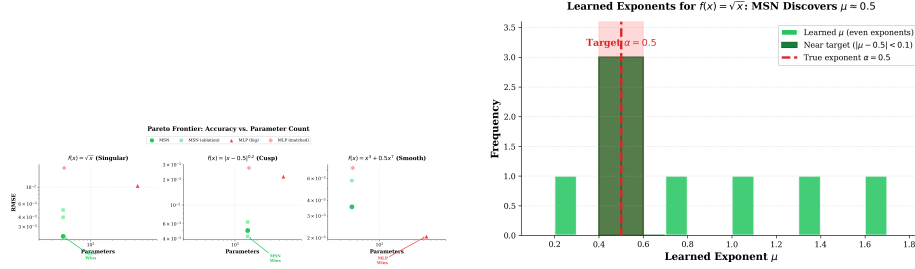 Pareto Frontier: Accuracy vs. Parameter Count
MSN MSN (ablation) MLP (big) MLP (matched)
f(x) = √x (Singular)
f(x) = |x − 0.5|^0.2 (Cusp)
f(x) = x³ + 0.5x⁷ (Smooth)
RMSE
Parameters
Parameters
Parameters
Wins
MSN
Wins
MLP
Wins
Learned Exponents for f(x) = √x: MSN Discovers μ ≈ 0.5
Target α = 0.5
Learned μ (even exponents)
Near target (|μ − 0.5| < 0.1)
True exponent α = 0.5
Frequency
3.5
3.0
2.5
2.0
1.5
1.0
0.5
0.0
0.2 0.4 0.6 0.8 1.0 1.2 1.4 1.6 1.8
Learned Exponent μ